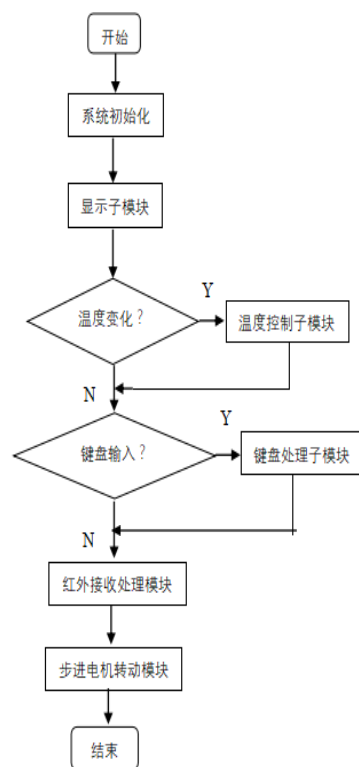 开始
系统初始化
显示子模块
温度变化？
Y
温度控制子模块
N
键盘输入？
Y
键盘处理子模块
N
红外接收处理模块
步进电机转动模块
结束